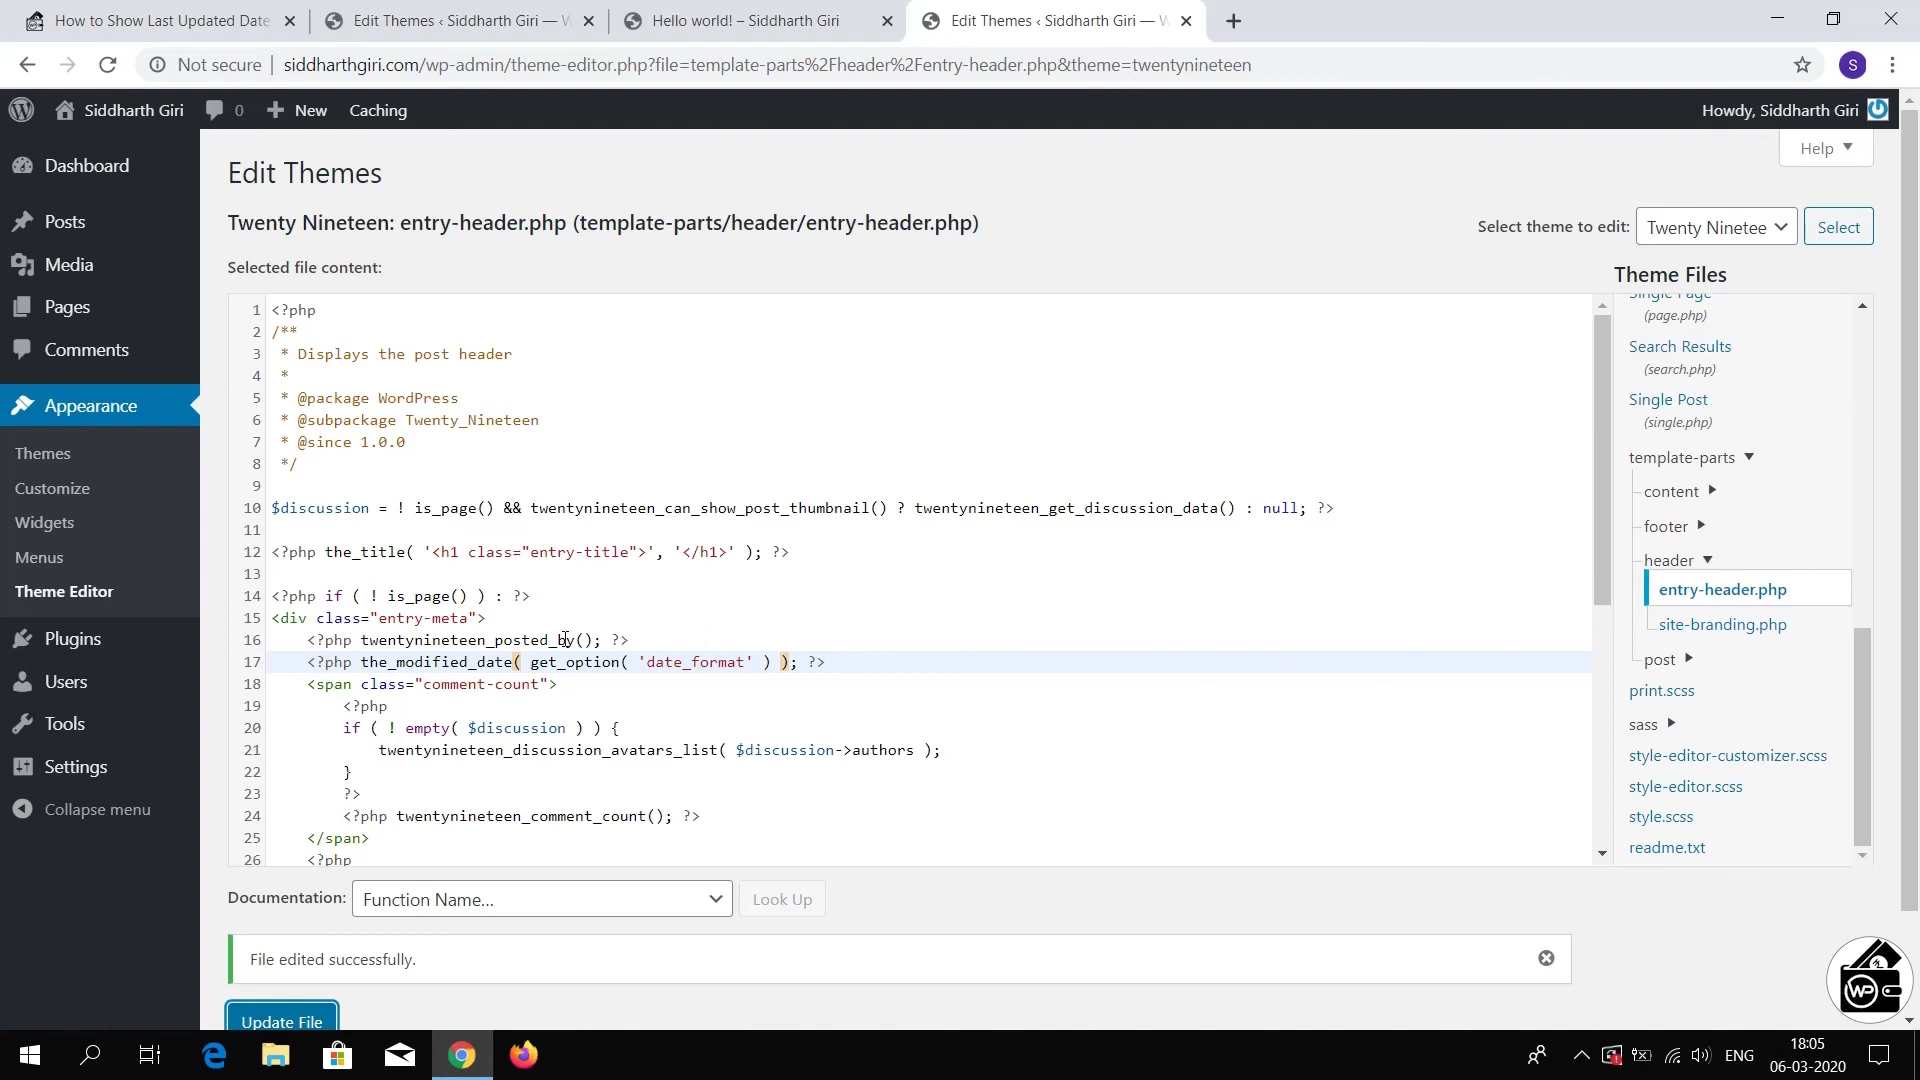 How to Show Last Updated Date
Edit Themes ‹ Siddharth Giri — W
Hello world! – Siddharth Giri
Edit Themes ‹ Siddharth Giri — W
Not secure
siddharthgiri.com/wp-admin/theme-editor.php?file=template-parts%2Fheader%2Fentry-header.php&theme=twentynineteen
S
Siddharth Giri
0
New
Caching
Howdy, Siddharth Giri
Dashboard
Posts
Media
Pages
Comments
Appearance
Themes
Customize
Widgets
Menus
Theme Editor
Plugins
Users
Tools
Settings
Collapse menu
Help
Edit Themes
Twenty Nineteen: entry-header.php (template-parts/header/entry-header.php)
Select theme to edit:
Twenty Ninetee
Select
Selected file content:
1 <?php
2 /**
3 * Displays the post header
4 *
5 * @package WordPress
6 * @subpackage Twenty_Nineteen
7 * @since 1.0.0
8 */
9
10 $discussion = ! is_page() && twentynineteen_can_show_post_thumbnail() ? twentynineteen_get_discussion_data() : null; ?>
11
12 <?php the_title( '<h1 class="entry-title">', '</h1>' ); ?>
13
14 <?php if ( ! is_page() ) : ?>
15 <div class="entry-meta">
16 <?php twentynineteen_posted_by(); ?>
17 <?php the_modified_date( get_option( 'date_format' ) ); ?>
18 <span class="comment-count">
19 <?php
20 if ( ! empty( $discussion ) ) {
21 twentynineteen_discussion_avatars_list( $discussion->authors );
22 }
23 ?>
24 <?php twentynineteen_comment_count(); ?>
25 </span>
26 <?php
Theme Files
Single Page
(page.php)
Search Results
(search.php)
Single Post
(single.php)
template-parts
content
footer
header
entry-header.php
site-branding.php
post
print.scss
sass
style-editor-customizer.scss
style-editor.scss
style.scss
readme.txt
Documentation:
Function Name...
Look Up
File edited successfully.
Update File
WP
ENG
18:05
06-03-2020